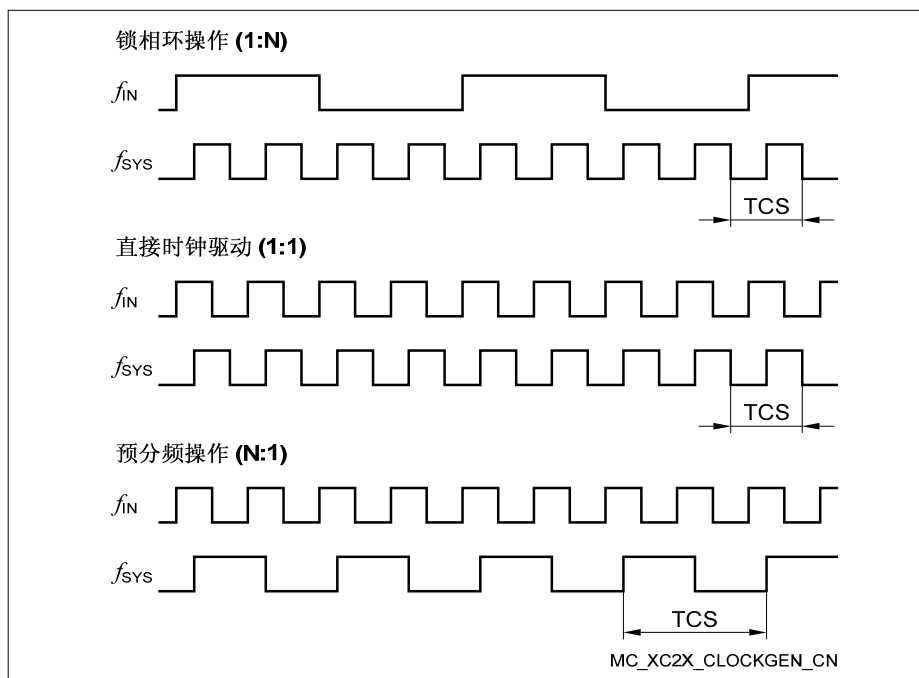 锁相环操作 (1:N)
fIN
fSYS
TCS
直接时钟驱动 (1:1)
fIN
fSYS
TCS
预分频操作 (N:1)
fIN
fSYS
TCS
MC_XC2X_CLOCKGEN_CN